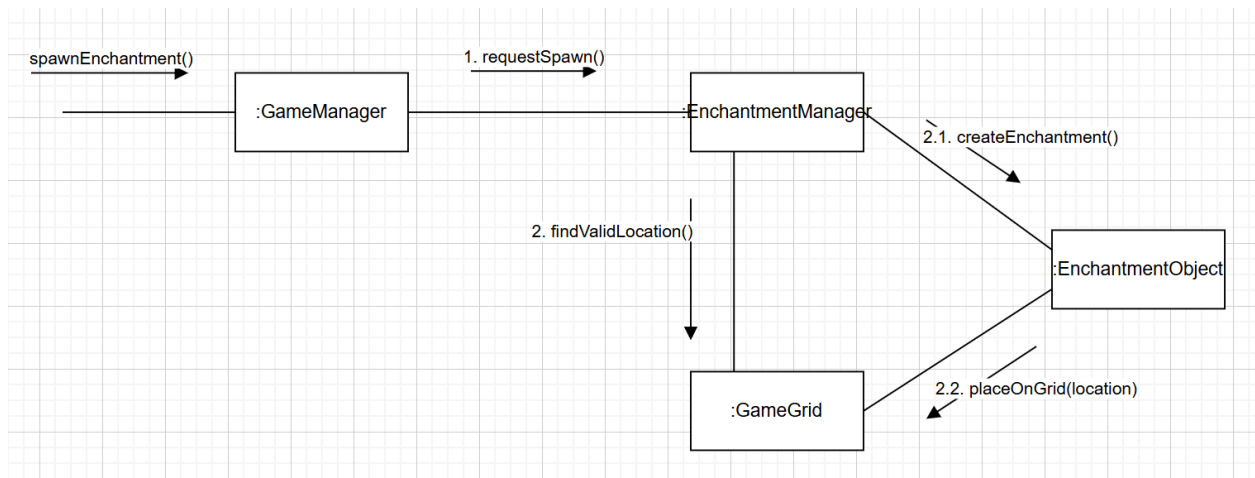 spawnEnchantment()
1. requestSpawn()
:GameManager
:EnchantmentManager
2.1. createEnchantment()
2. findValidLocation()
:EnchantmentObject
2.2. placeOnGrid(location)
:GameGrid